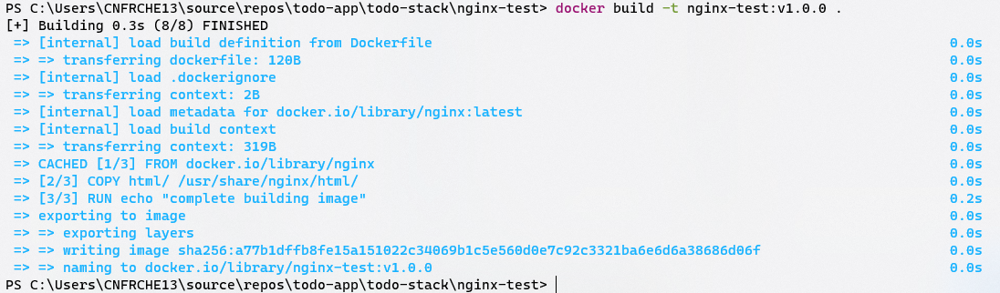 PS C:\Users\CNFRCHE13\source\repos\todo-app\todo-stack\nginx-test> docker build -t nginx-test:v1.0.0 .
[+] Building 0.3s (8/8) FINISHED
=> [internal] load build definition from Dockerfile 0.0s
=> => transferring dockerfile: 120B 0.0s
=> [internal] load .dockerignore 0.0s
=> => transferring context: 2B 0.0s
=> [internal] load metadata for docker.io/library/nginx:latest 0.0s
=> [internal] load build context 0.0s
=> => transferring context: 319B 0.0s
=> CACHED [1/3] FROM docker.io/library/nginx 0.0s
=> [2/3] COPY html/ /usr/share/nginx/html/ 0.0s
=> [3/3] RUN echo "complete building image" 0.2s
=> exporting to image 0.0s
=> => exporting layers 0.0s
=> => writing image sha256:a77b1dffb8fe15a151022c34069b1c5e560d0e7c92c3321ba6e6d6a38686d06f 0.0s
=> => naming to docker.io/library/nginx-test:v1.0.0 0.0s
PS C:\Users\CNFRCHE13\source\repos\todo-app\todo-stack\nginx-test>